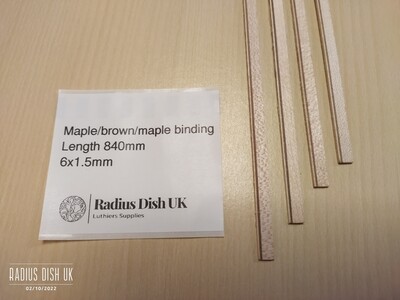 Maple/brown/maple binding
Length 840mm
6x1.5mm
Radius Dish UK
Luthiers Supplies
RADIUS DISH UK
02/10/2022